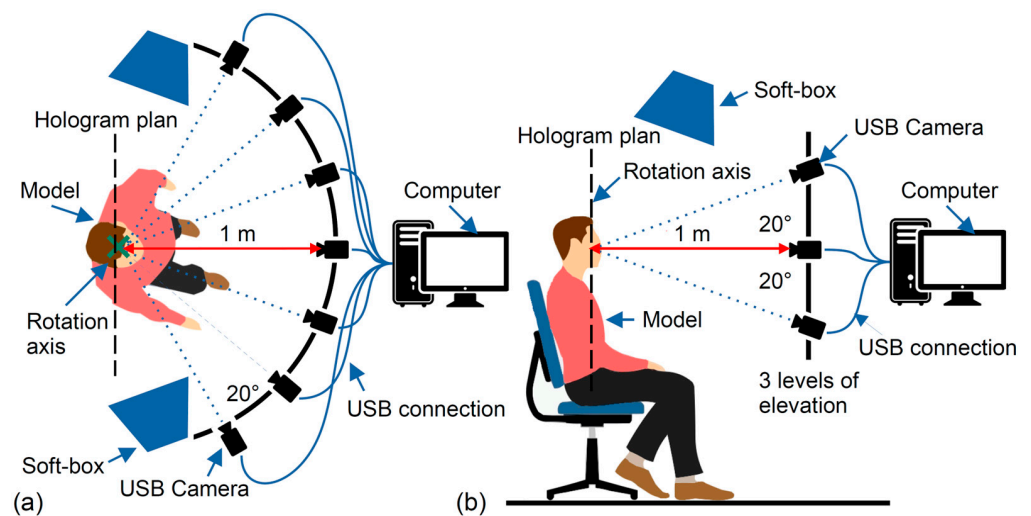 Hologram plan
Model
1 m
Computer
Rotation
axis
20°
USB connection
Soft-box
USB Camera
(a)
Soft-box
Hologram plan
USB Camera
Rotation axis
Computer
20°
1 m
20°
Model
USB connection
3 levels of
elevation
(b)